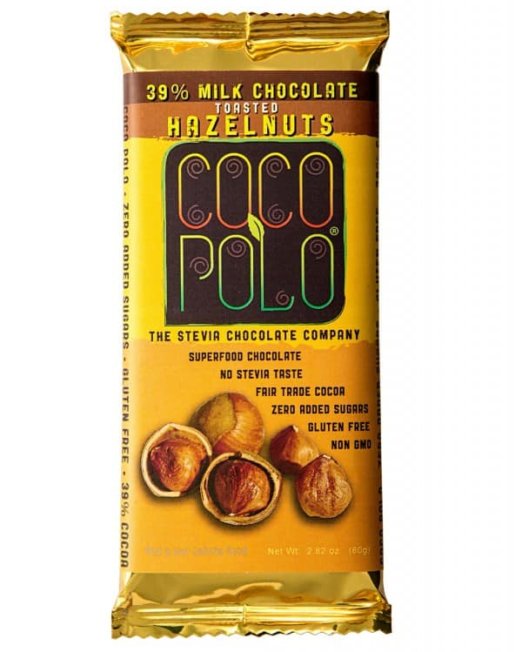 39% MILK CHOCOLATE
TOASTED
HAZELNUTS
COCO
POLO®
THE STEVIA CHOCOLATE COMPANY
SUPERFOOD CHOCOLATE
NO STEVIA TASTE
FAIR TRADE COCOA
ZERO ADDED SUGARS
GLUTEN FREE
NON GMO
Net Wt. 2.82 oz. (80g)
COCO POLO • ZERO ADDED SUGARS • GLUTEN FREE • 39% COCOA